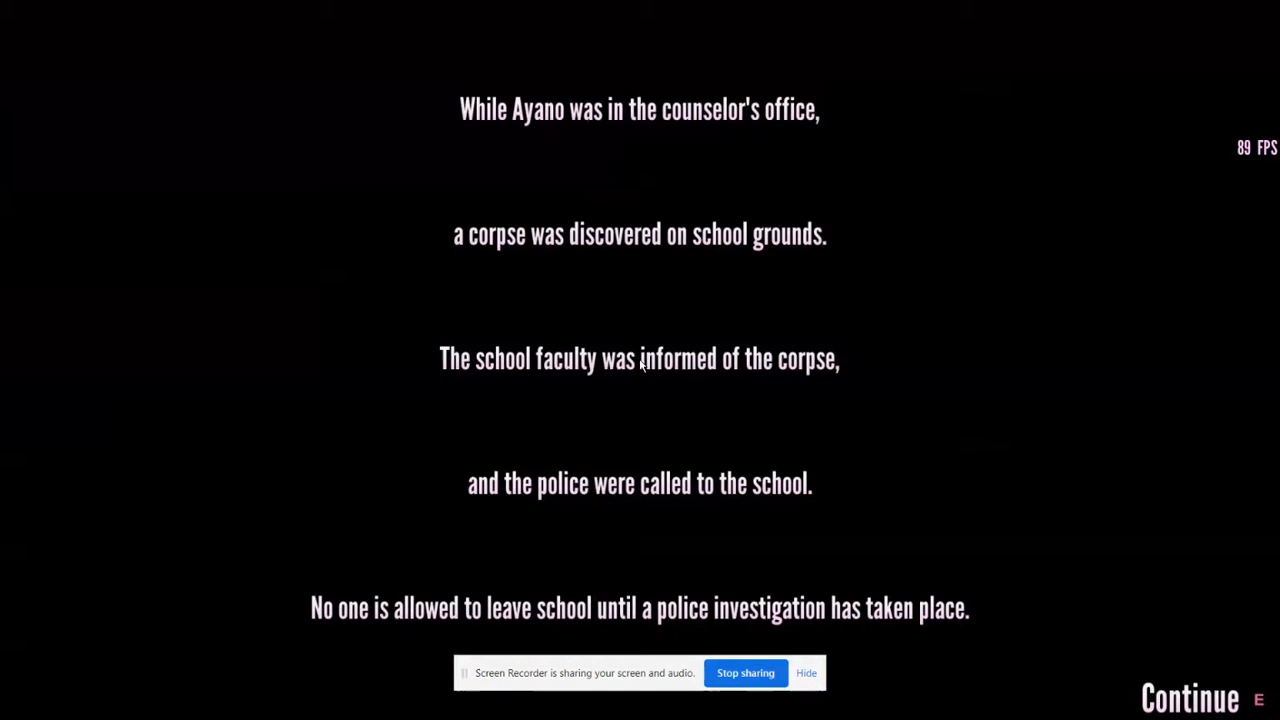 While Ayano was in the counselor's office,
89 FPS
a corpse was discovered on school grounds.
The school faculty was informed of the corpse,
and the police were called to the school.
No one is allowed to leave school until a police investigation has taken place.
Screen Recorder is sharing your screen and audio. Stop sharing Hide
Continue E